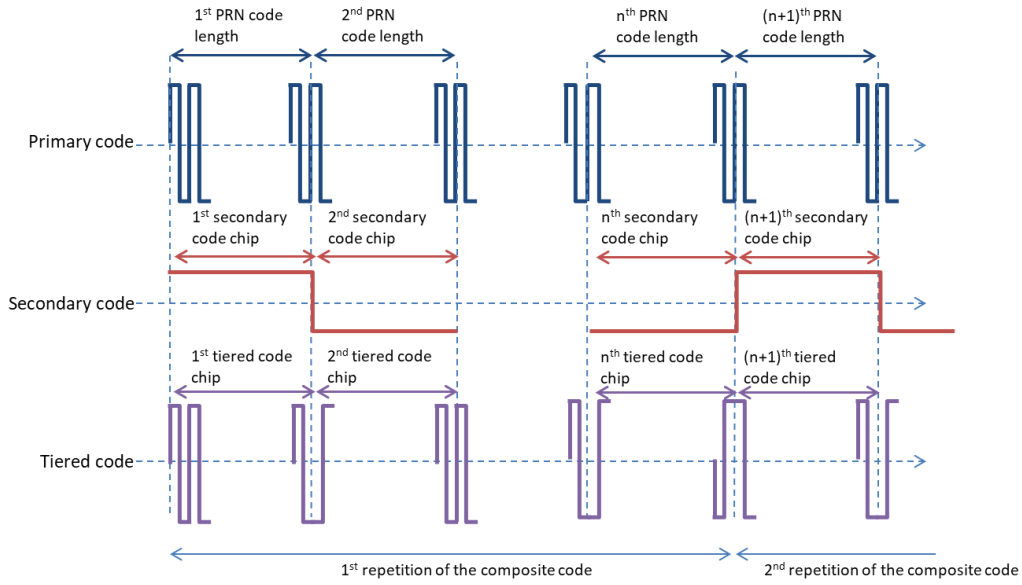 1st PRN code length
2nd PRN code length
nth PRN code length
(n+1)th PRN code length
Primary code
1st secondary code chip
2nd secondary code chip
nth secondary code chip
(n+1)th secondary code chip
Secondary code
1st tiered code chip
2nd tiered code chip
nth tiered code chip
(n+1)th tiered code chip
Tiered code
1st repetition of the composite code
2nd repetition of the composite code